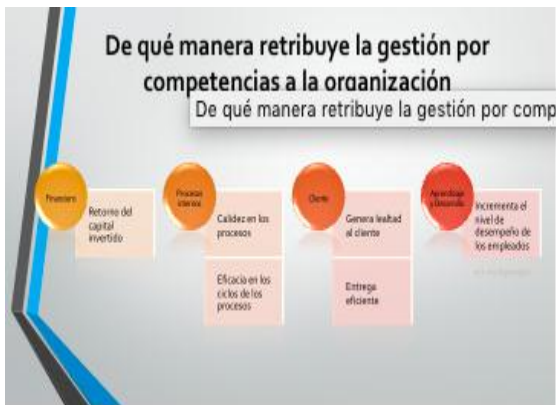 De qué manera retribuye la gestión por
competencias a la organización
De qué manera retribuye la gestión por comp
Financiero
Retorno del
capital
invertido
Procesos
internos
Calidez en los
procesos
Eficacia en los
ciclos de los
procesos
Cliente
Genera lealtad
al cliente
Entrega
eficiente
Aprendizaje
y Desarrollo
Incrementa el
nivel de
desempeño de
los empleados